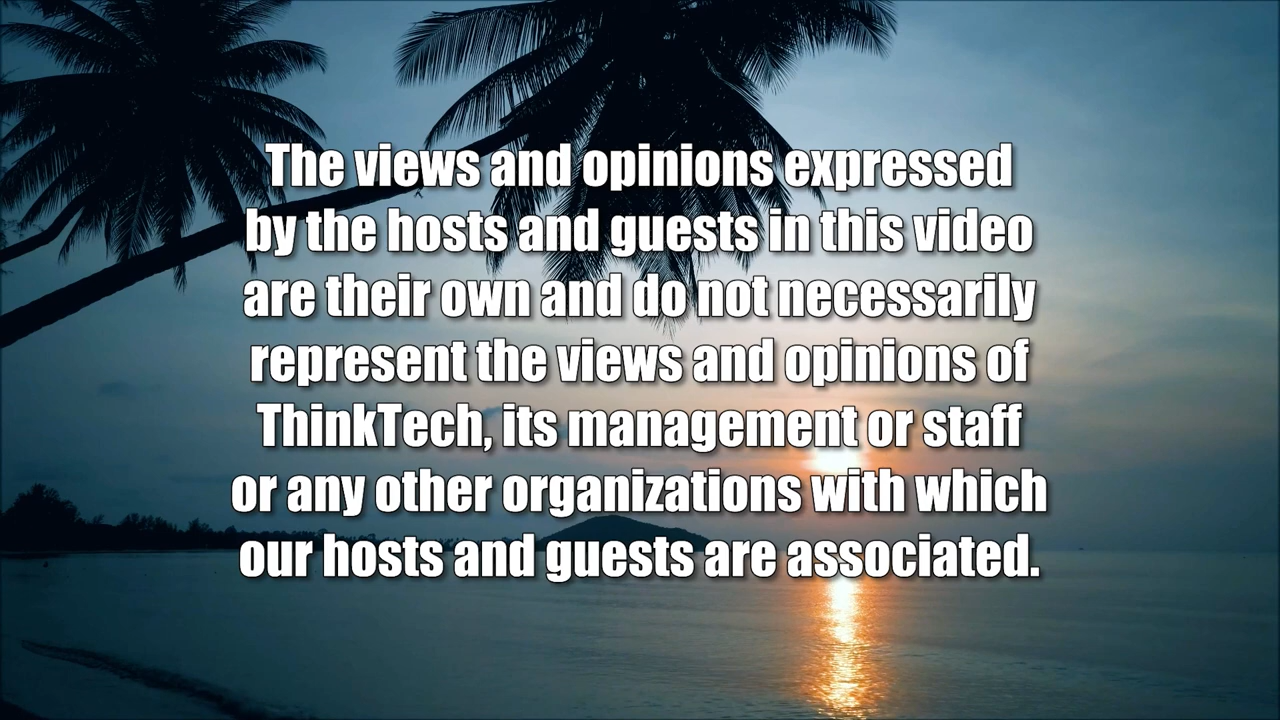 The views and opinions expressed
by the hosts and guests in this video
are their own and do not necessarily
represent the views and opinions of
ThinkTech, its management or staff
or any other organizations with which
our hosts and guests are associated.